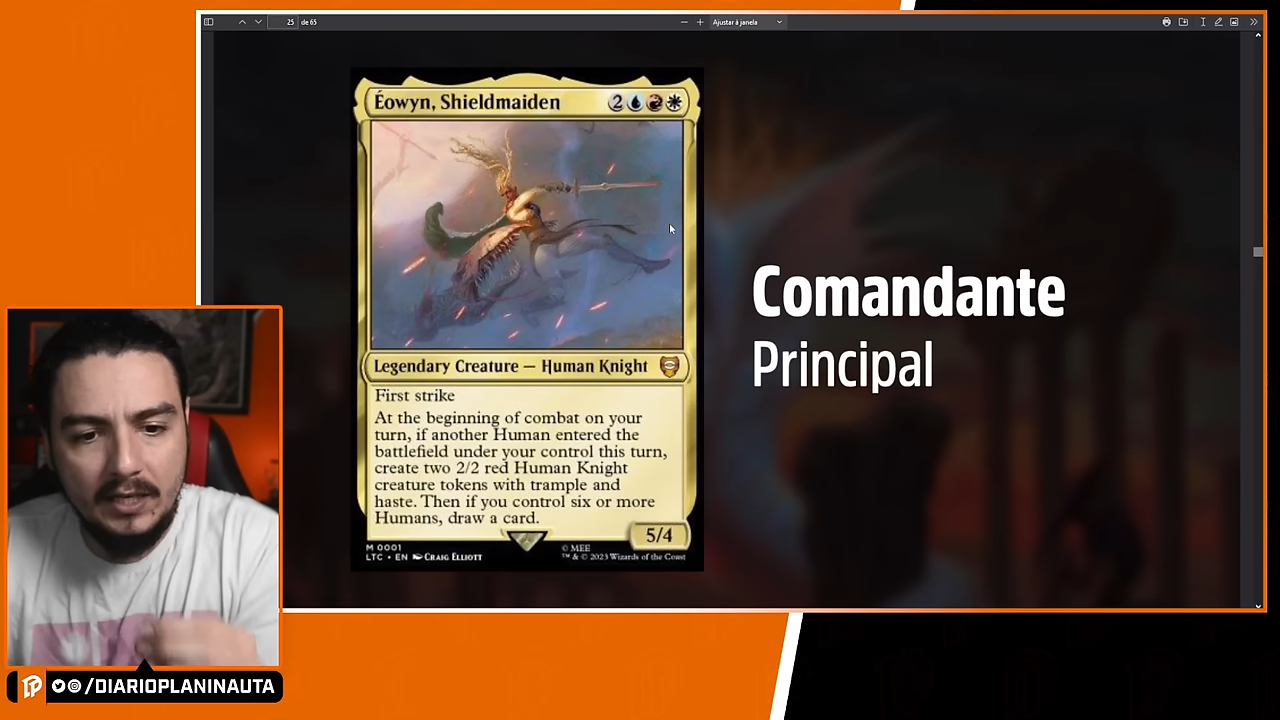 25 de 65
Ajustar à janela
Éowyn, Shieldmaiden 2
Legendary Creature — Human Knight
First strike
At the beginning of combat on your
turn, if another Human entered the
battlefield under your control this turn,
create two 2/2 red Human Knight
creature tokens with trample and
haste. Then if you control six or more
Humans, draw a card.
5/4
M 0001
LTC • EN CRAIG ELLIOTT
© MEE
™ & © 2023 Wizards of the Coast
Comandante
Principal
/DIARIOPLANINAUTA